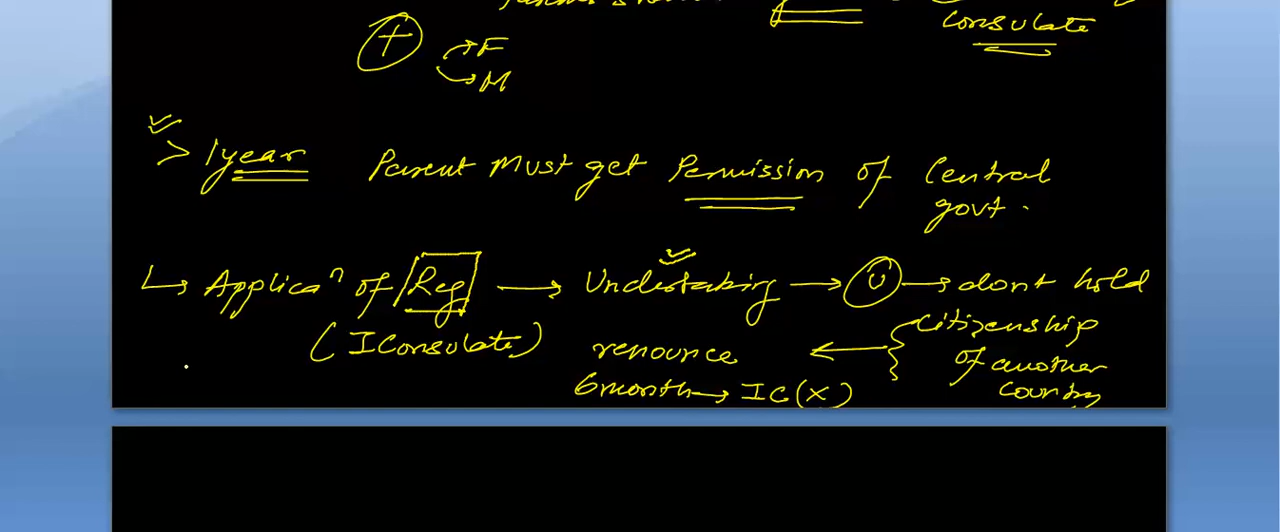 Consulate
F
M
> 1year Parent Must get Permission of Central
govt.
↳ Applicaⁿ of Reg → Undertaking → U → dont hold
(IConsulate) renounce ← citizenship
of another
6month → IC(X) country